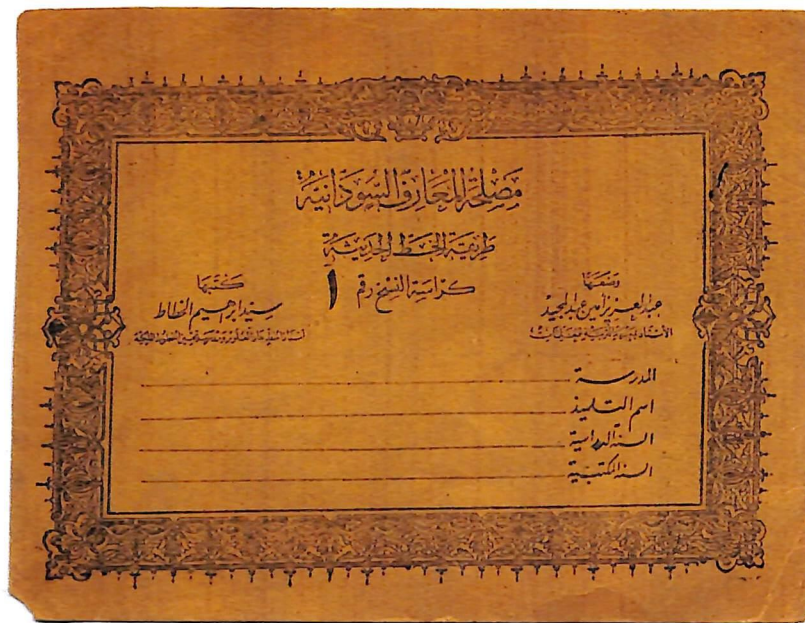 مصلحة المعارف السودانية
طريقة الخط الحديثة
كراسة النسخ رقم ١
وضعها
عبد العزيز أمين عبد المجيد
كتبها
سيد ابراهيم الخطاط
المدرسة
اسم التلميذ
السنة الدراسية
السنة المكتبية